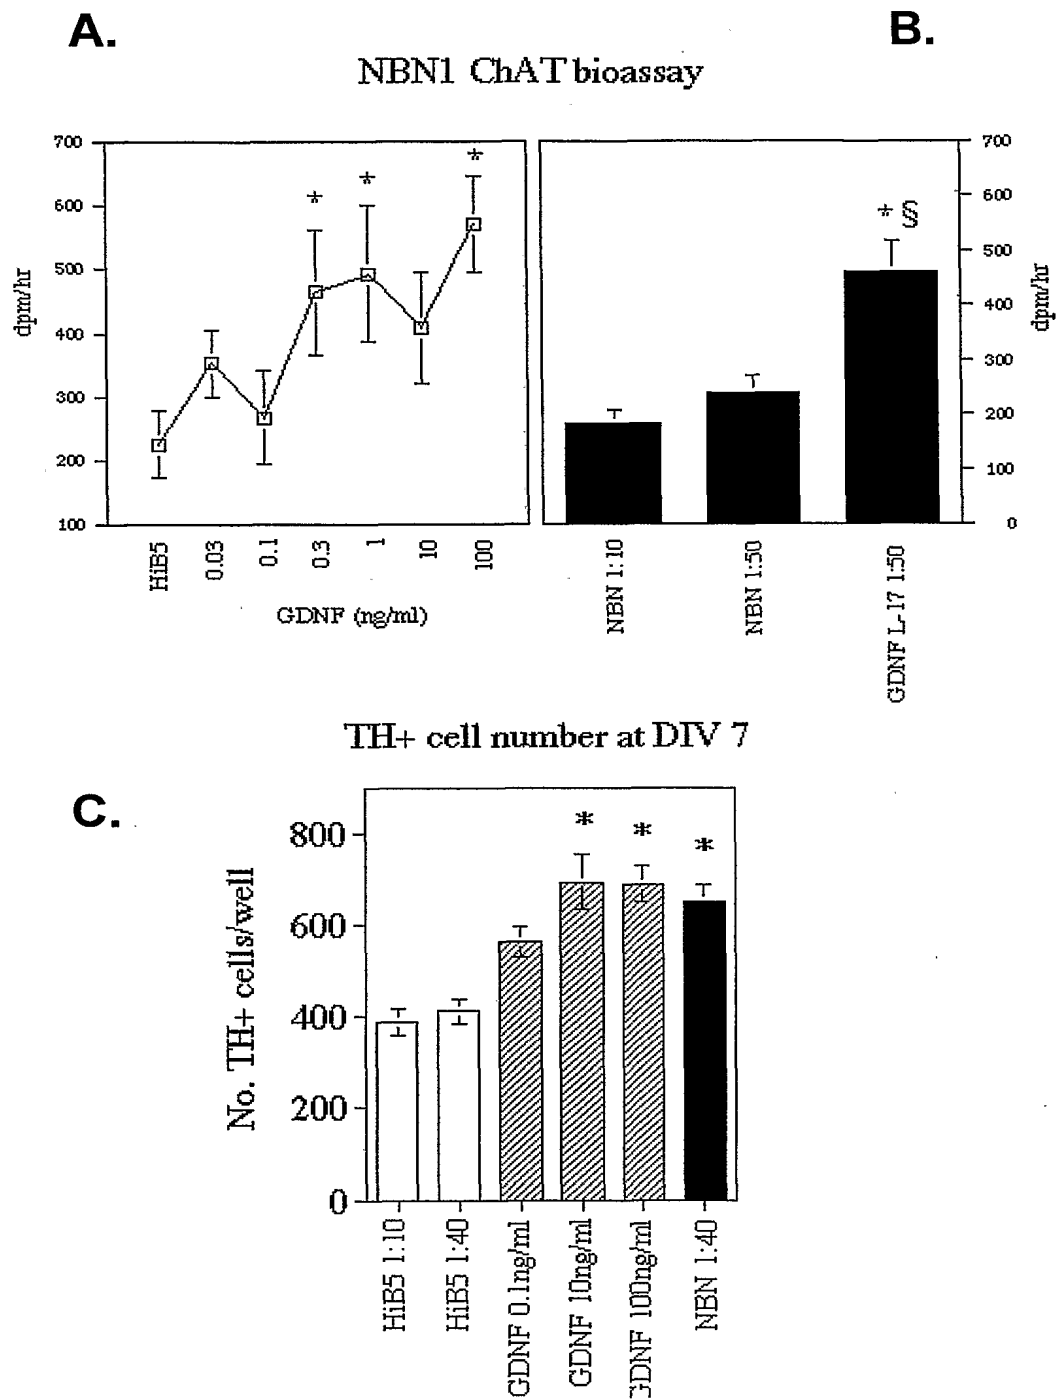 A.
B.
NBN1 ChAT bioassay
700
600
500
400
300
200
100
dpm/hr
*
*
*
HiB5
0.03
0.1
0.3
1
10
100
GDNF (ng/ml)
* §
700
600
500
400
300
200
100
0
dpm/hr
NBN 1:10
NBN 1:50
GDNF L-17 1:50
TH+ cell number at DIV 7
C.
No. TH+ cells/well
800
600
400
200
0
*
*
*
HiB5 1:10
HiB5 1:40
GDNF 0.1ng/ml
GDNF 10ng/ml
GDNF 100ng/ml
NBN 1:40